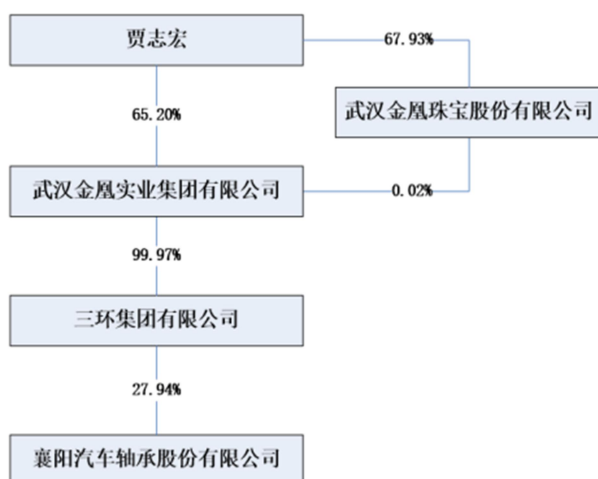 贾志宏
67.93%
65.20%
武汉金凰珠宝股份有限公司
武汉金凰实业集团有限公司
0.02%
99.97%
三环集团有限公司
27.94%
襄阳汽车轴承股份有限公司